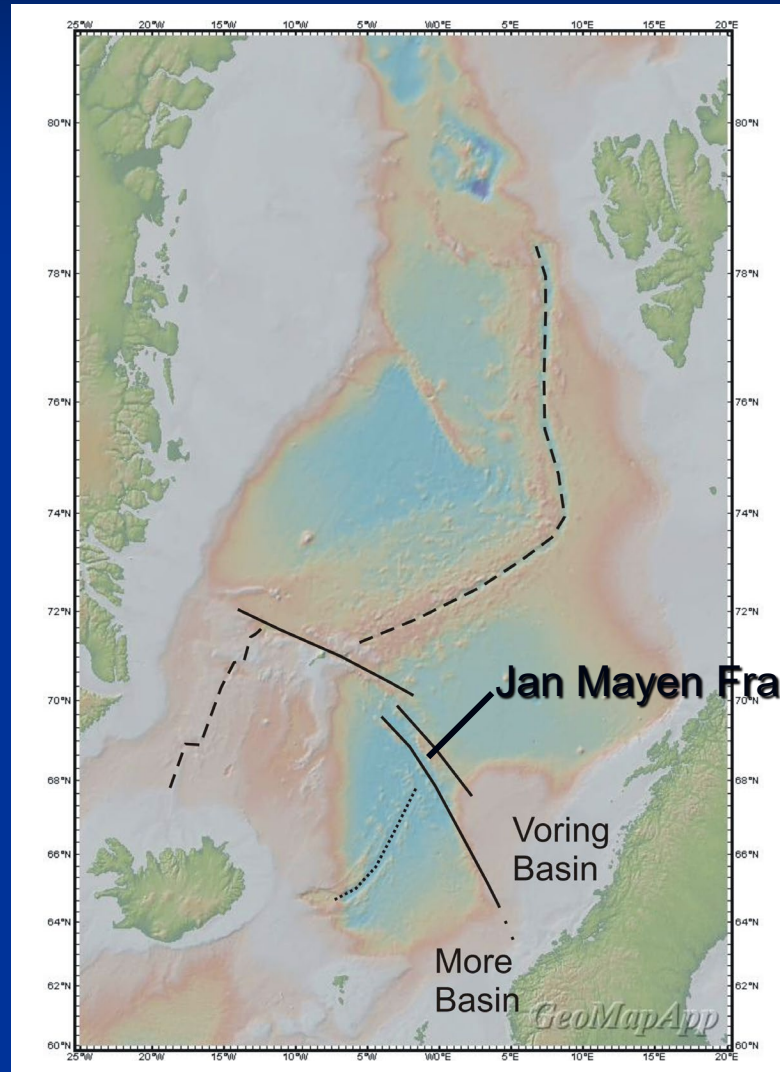 25°W 20°W 15°W 10°W 5°W W0°E 5°E 10°E 15°E 20°E
80°N 80°N
78°N 78°N
76°N 76°N
74°N 74°N
72°N 72°N
70°N Jan Mayen Fra 70°N
68°N 68°N
Voring
Basin
66°N 66°N
64°N 64°N
More
Basin
62°N 62°N
GeoMapApp
60°N 60°N
25°W 20°W 15°W 10°W 5°W W0°E 5°E 10°E 15°E 20°E